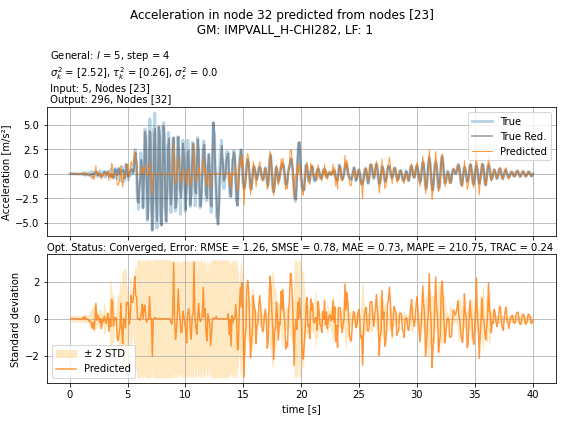 Acceleration in node 32 predicted from nodes [23]
GM: IMPVALL_H-CHI282, LF: 1
General: l = 5, step = 4
σ²ₖ = [2.52], τ²ₖ = [0.26], σ²ε = 0.0
Input: 5, Nodes [23]
Output: 296, Nodes [32]
Acceleration [m/s²]
5.0
2.5
0.0
−2.5
−5.0
True
True Red.
Predicted
Opt. Status: Converged, Error: RMSE = 1.26, SMSE = 0.78, MAE = 0.73, MAPE = 210.75, TRAC = 0.24
Standard deviation
2
0
−2
± 2 STD
Predicted
0 5 10 15 20 25 30 35 40
time [s]